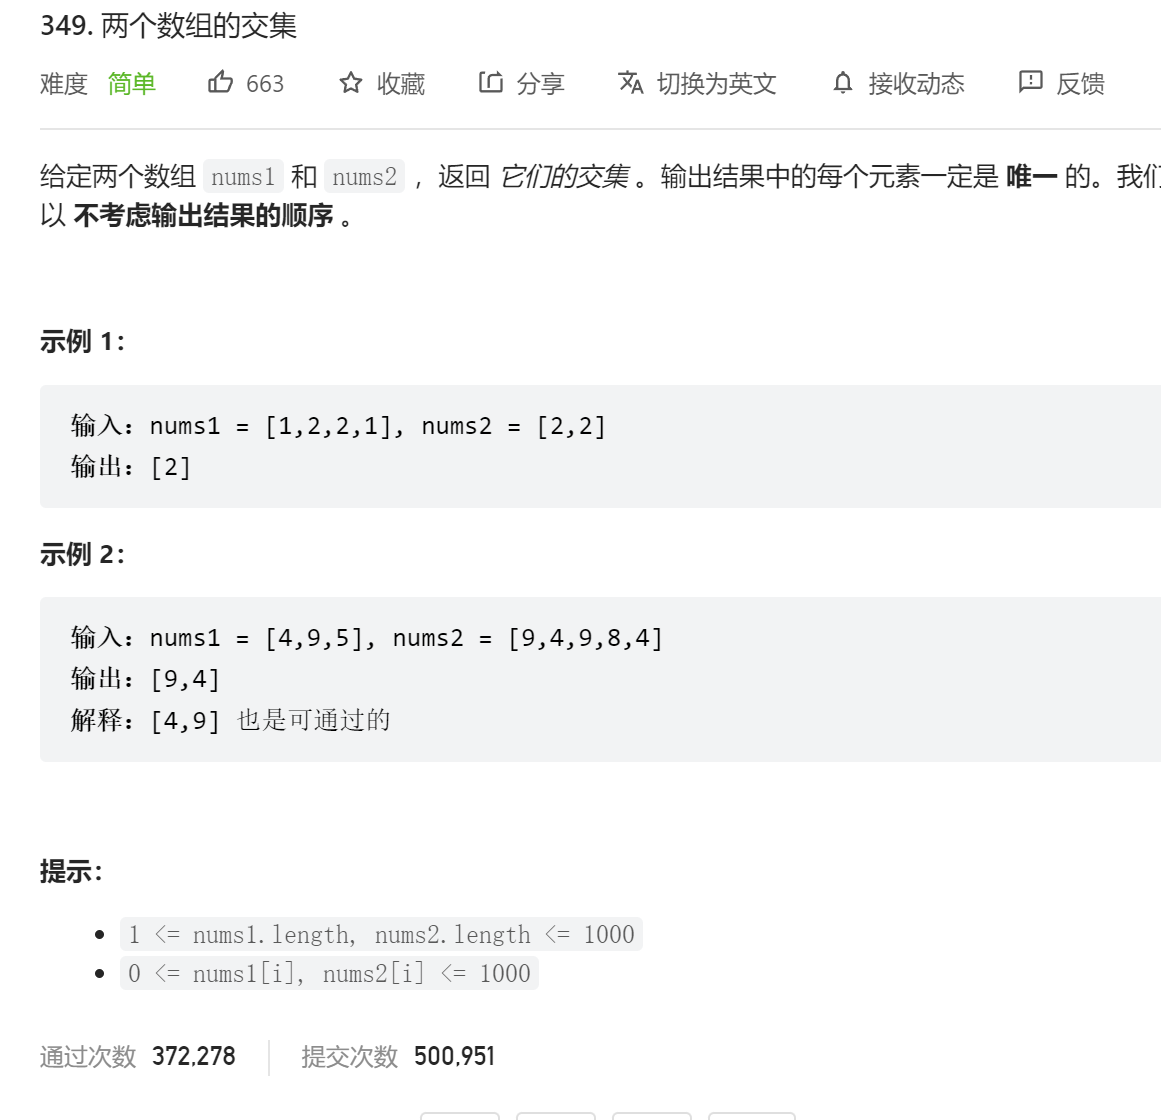 349. 两个数组的交集
难度 简单 663 收藏 分享 切换为英文 接收动态 反馈
给定两个数组 nums1 和 nums2 ，返回 它们的交集 。输出结果中的每个元素一定是 唯一 的。我们
以 不考虑输出结果的顺序 。
示例 1：
输入：nums1 = [1,2,2,1], nums2 = [2,2]
输出：[2]
示例 2：
输入：nums1 = [4,9,5], nums2 = [9,4,9,8,4]
输出：[9,4]
解释：[4,9] 也是可通过的
提示：
1 <= nums1.length, nums2.length <= 1000
0 <= nums1[i], nums2[i] <= 1000
通过次数 372,278 提交次数 500,951